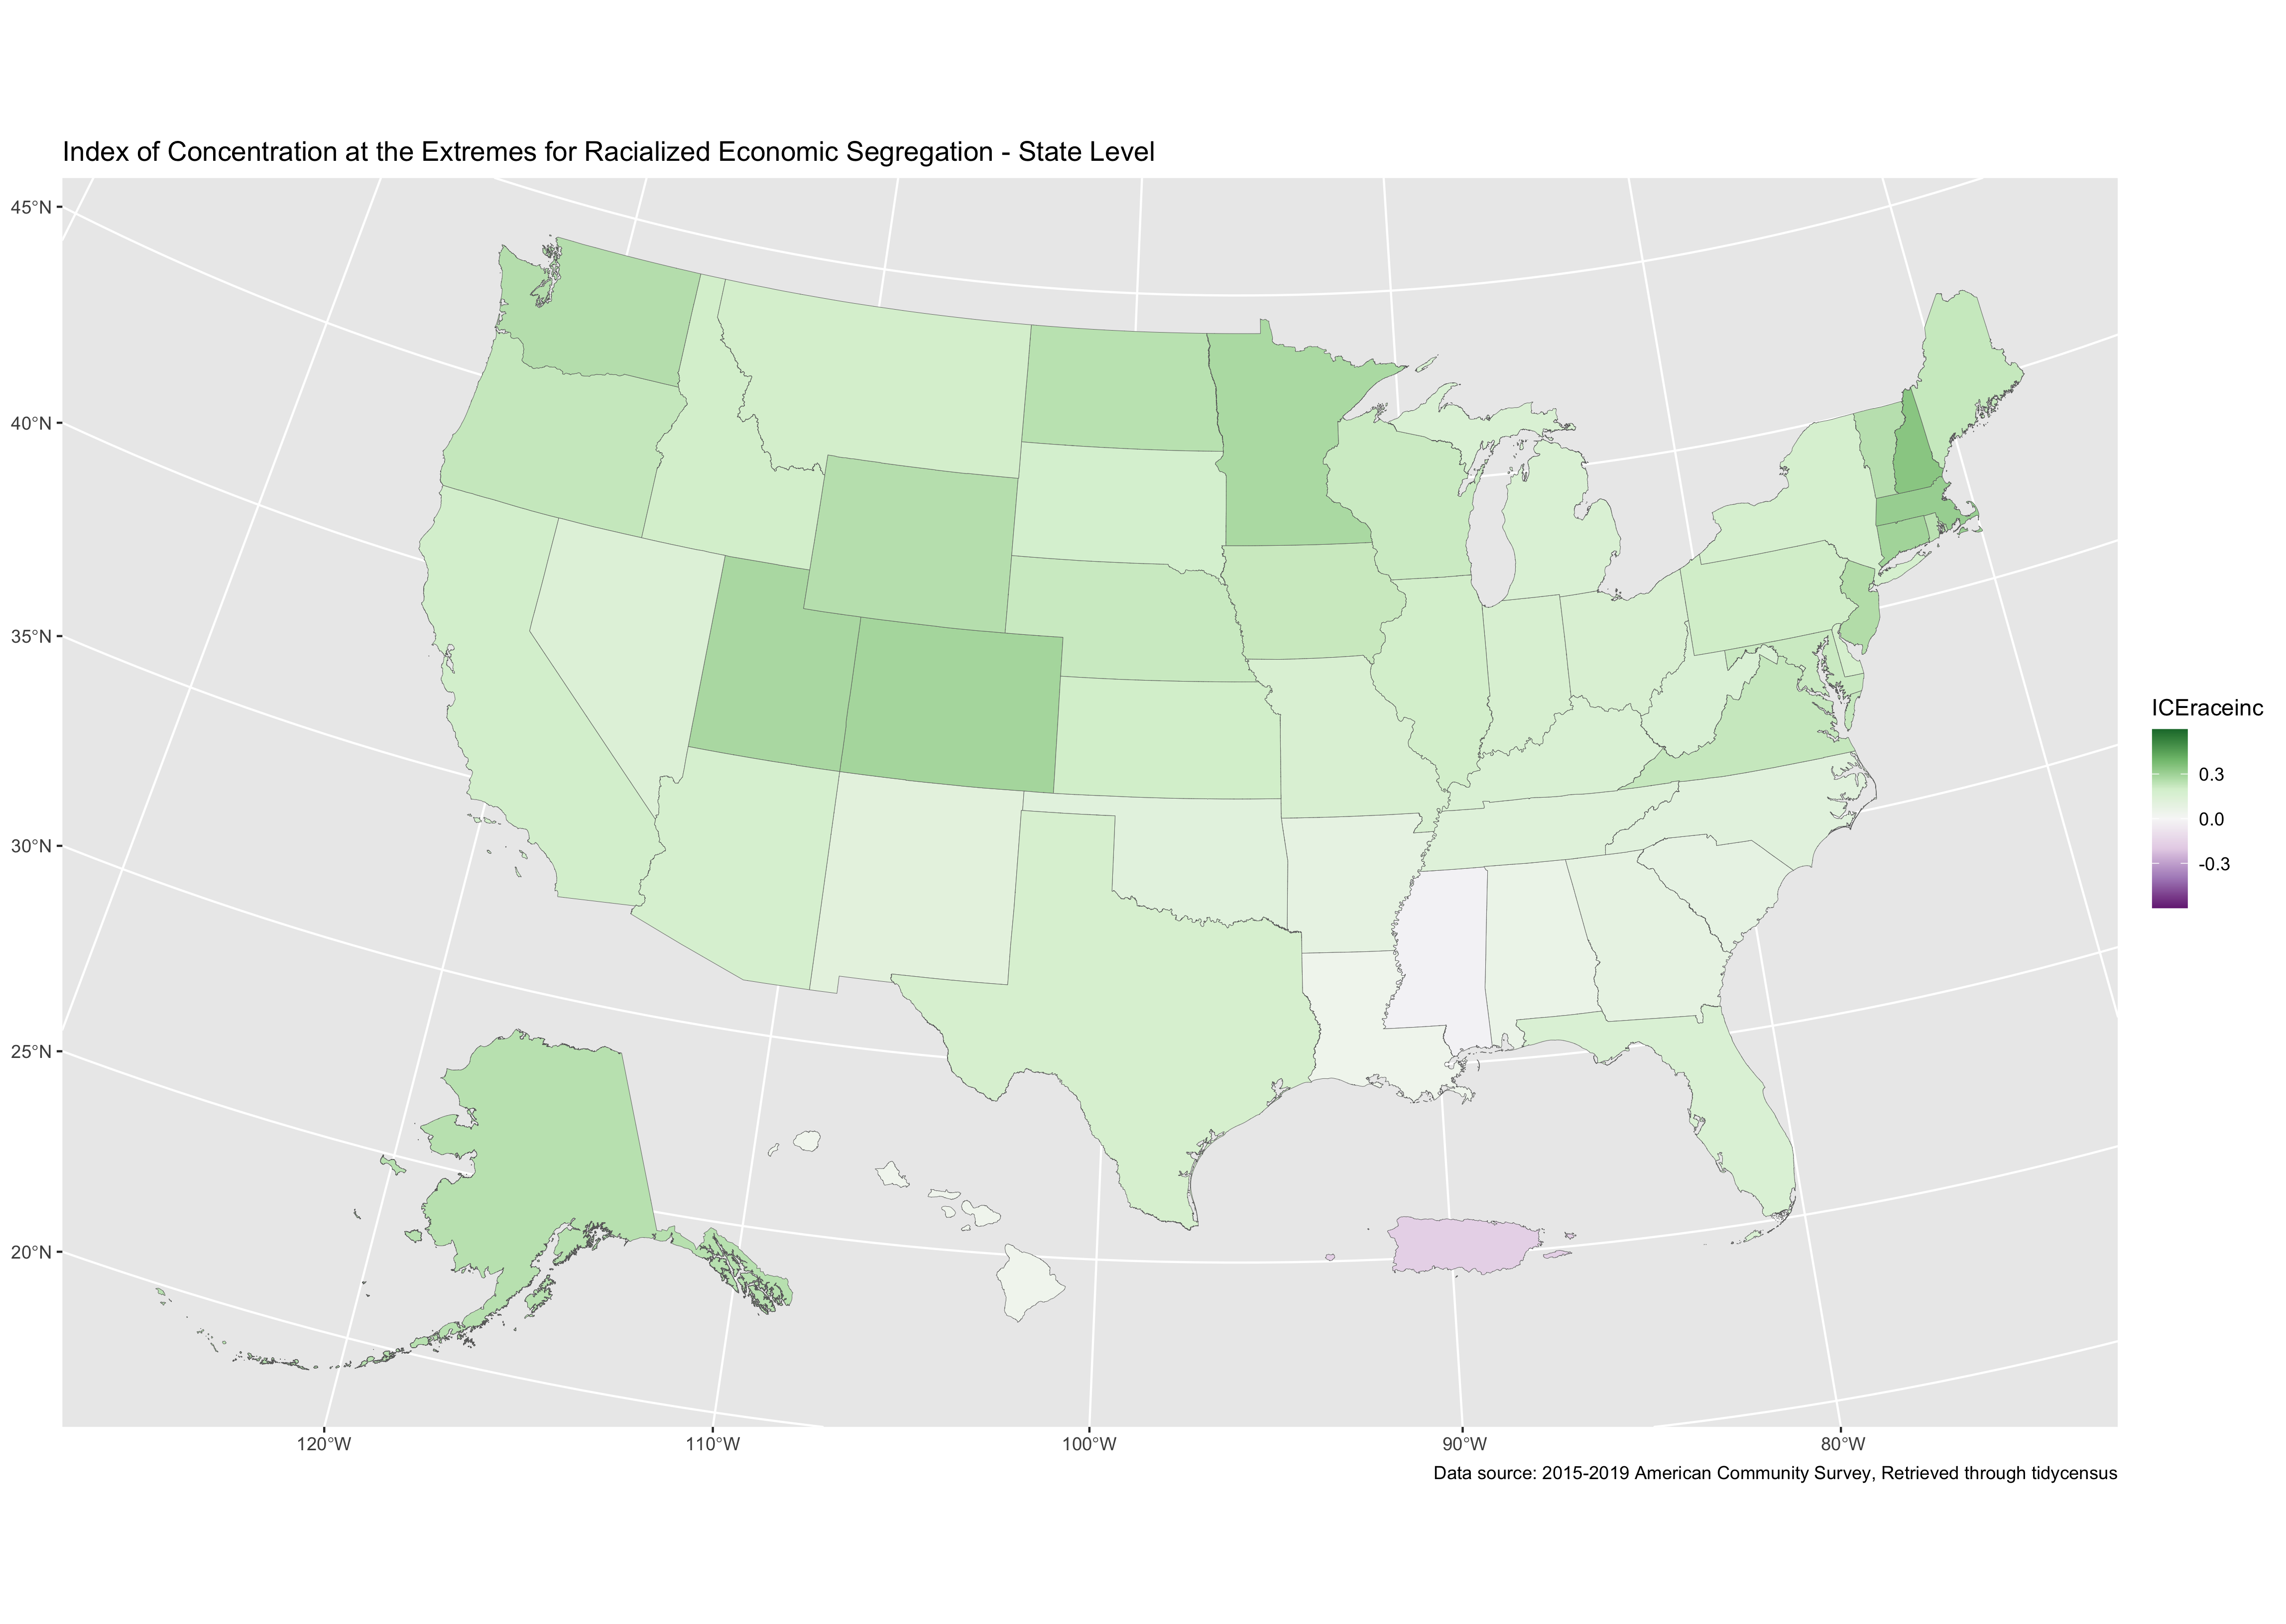 Index of Concentration at the Extremes for Racialized Economic Segregation - State Level
45°N
40°N
35°N
30°N
25°N
20°N
120°W
110°W
100°W
90°W
80°W
ICEraceinc
0.3
0.0
-0.3
Data source: 2015-2019 American Community Survey, Retrieved through tidycensus